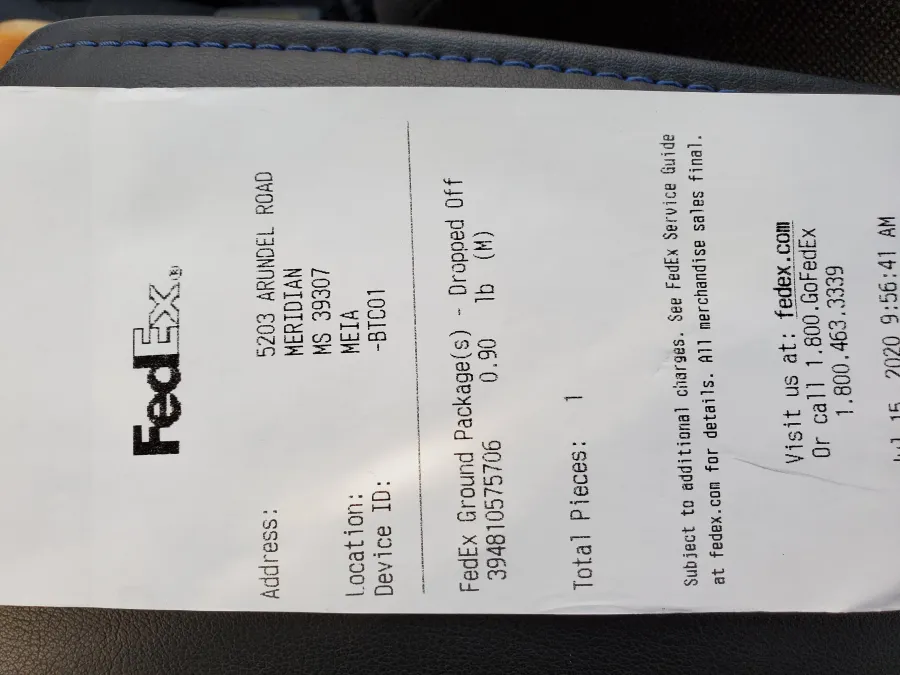 FedEx®
Address: 5203 ARUNDEL ROAD
MERIDIAN
MS 39307
Location: MEIA
Device ID: -BTC01
FedEx Ground Package(s) - Dropped Off
394810575706 0.90 lb (M)
Total Pieces: 1
Subject to additional charges. See FedEx Service Guide
at fedex.com for details. All merchandise sales final.
Visit us at: fedex.com
Or call 1.800.GoFedEx
1.800.463.3339
15, 2020 9:56:41 AM